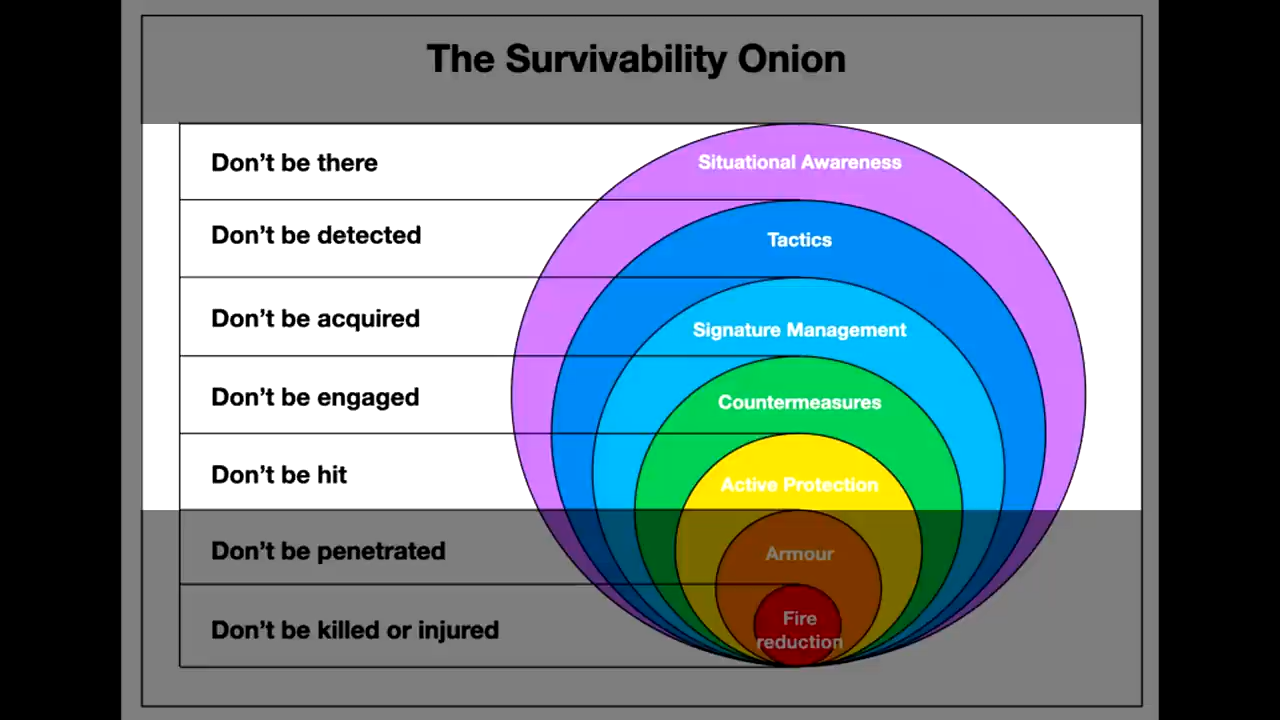 The Survivability Onion
Don't be there
Situational Awareness
Don't be detected
Tactics
Don't be acquired
Signature Management
Don't be engaged
Countermeasures
Don't be hit
Active Protection
Don't be penetrated
Armour
Don't be killed or injured
Fire
reduction